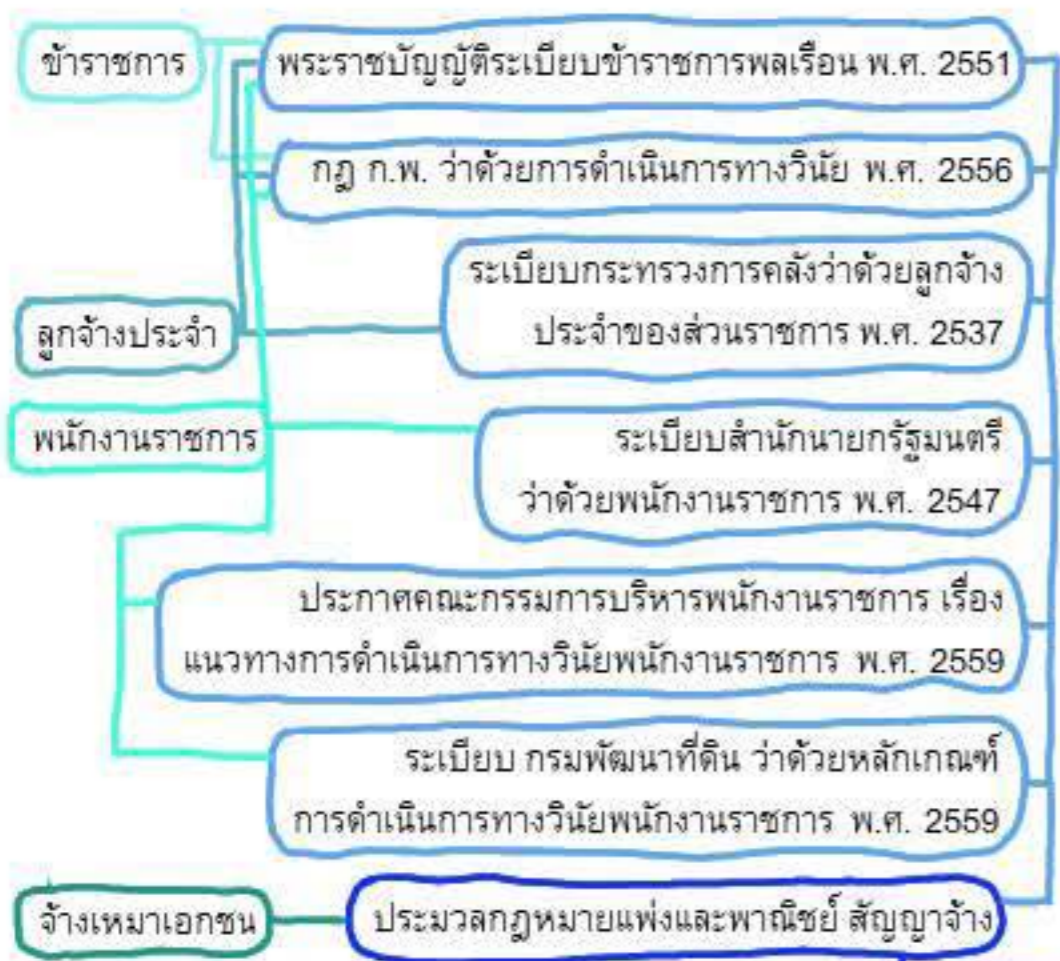 ข้าราชการ
พระราชบัญญัติระเบียบข้าราชการพลเรือน พ.ศ. 2551
กฎ ก.พ. ว่าด้วยการดำเนินการทางวินัย พ.ศ. 2556
ระเบียบกระทรวงการคลังว่าด้วยลูกจ้าง
ประจำของส่วนราชการ พ.ศ. 2537
ลูกจ้างประจำ
พนักงานราชการ
ระเบียบสำนักนายกรัฐมนตรี
ว่าด้วยพนักงานราชการ พ.ศ. 2547
ประกาศคณะกรรมการบริหารพนักงานราชการ เรื่อง
แนวทางการดำเนินการทางวินัยพนักงานราชการ พ.ศ. 2559
ระเบียบ กรมพัฒนาที่ดิน ว่าด้วยหลักเกณฑ์
การดำเนินการทางวินัยพนักงานราชการ พ.ศ. 2559
จ้างเหมาเอกชน
ประมวลกฎหมายแพ่งและพาณิชย์ สัญญาจ้าง